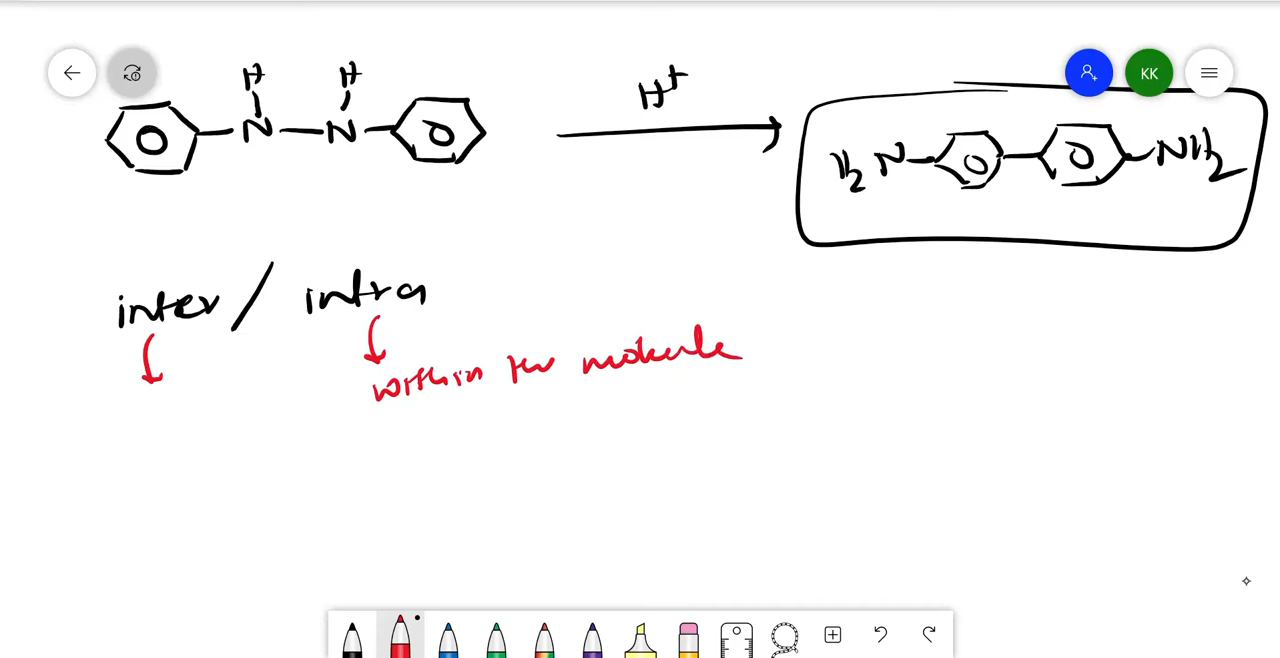 H H
N N
H+
H2N NH2
KK
inter / intra
within the molecule